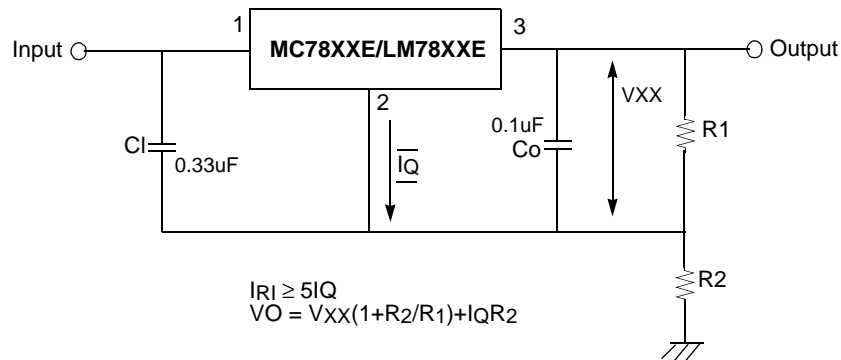 1
MC78XXE/LM78XXE
3
Input
Output
2
VXX
R1
CI
0.33uF
IQ
0.1uF
Co
R2
IRI ≥ 5IQ
VO = VXX(1+R2/R1)+IQR2